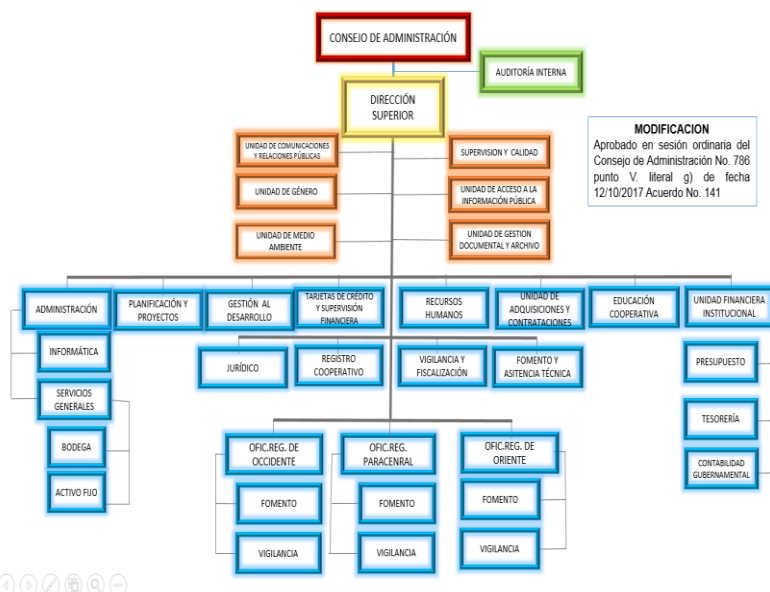 CONSEJO DE ADMINISTRACIÓN
AUDITORÍA INTERNA
DIRECCIÓN
SUPERIOR
MODIFICACION
Aprobado en sesión ordinaria del
Consejo de Administración No. 786
punto V. literal g) de fecha
12/10/2017 Acuerdo No. 141
UNIDAD DE COMUNICACIONES
Y RELACIONES PÚBLICAS
SUPERVISION Y CALIDAD
UNIDAD DE GÉNERO
UNIDAD DE ACCESO A LA
INFORMACIÓN PÚBLICA
UNIDAD DE MEDIO
AMBIENTE
UNIDAD DE GESTION
DOCUMENTAL Y ARCHIVO
ADMINISTRACIÓN
PLANIFICACIÓN Y
PROYECTOS
GESTIÓN AL
DESARROLLO
TARJETAS DE CRÉDITO
Y SUPERVISIÓN
FINANCIERA
RECURSOS
HUMANOS
UNIDAD DE
ADQUISICIONES Y
CONTRATACIONES
EDUCACIÓN
COOPERATIVA
UNIDAD FINANCIERA
INSTITUCIONAL
INFORMÁTICA
JURÍDICO
REGISTRO
COOPERATIVO
VIGILANCIA Y
FISCALIZACIÓN
FOMENTO Y
ASITENCIA TÉCNICA
PRESUPUESTO
SERVICIOS
GENERALES
TESORERÍA
BODEGA
OFIC.REG. DE
OCCIDENTE
OFIC.REG.
PARACENRAL
OFIC.REG. DE
ORIENTE
CONTABILIDAD
GUBERNAMENTAL
ACTIVO FIJO
FOMENTO
FOMENTO
FOMENTO
VIGILANCIA
VIGILANCIA
VIGILANCIA